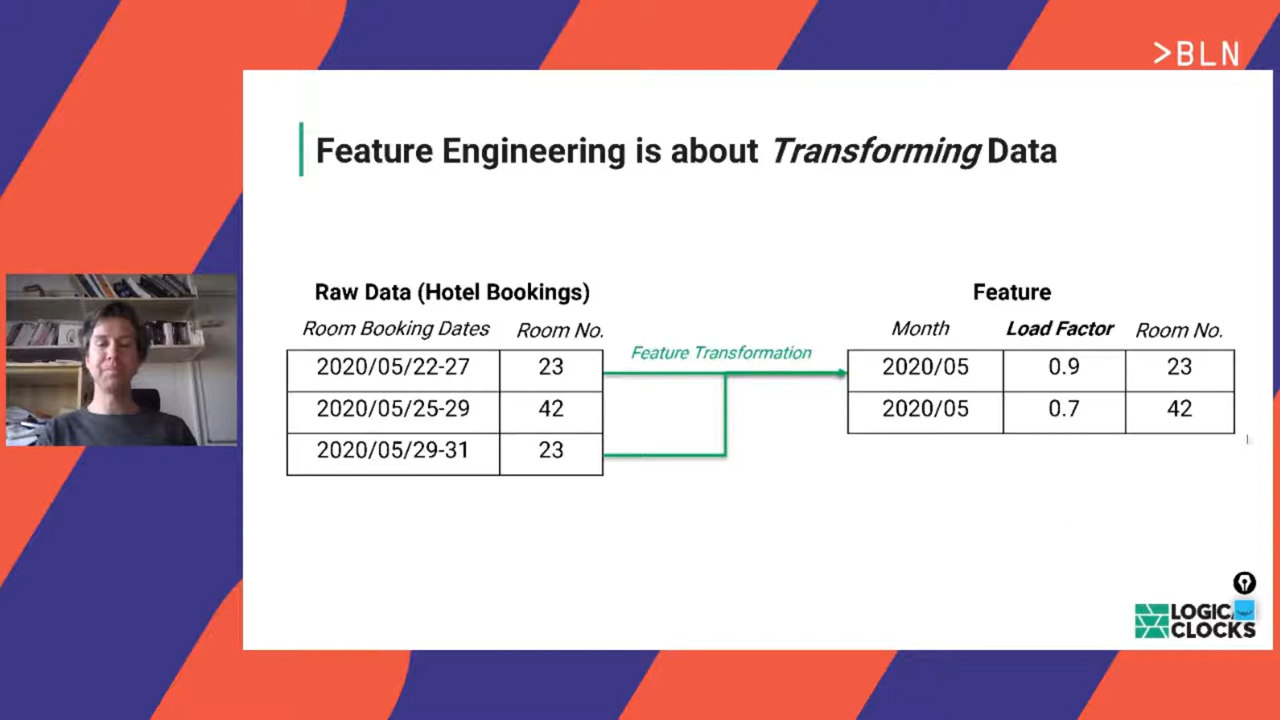 >BLN
Feature Engineering is about Transforming Data
Raw Data (Hotel Bookings)
Room Booking Dates Room No.
2020/05/22-27 23
2020/05/25-29 42
2020/05/29-31 23
Feature Transformation
Feature
Month Load Factor Room No.
2020/05 0.9 23
2020/05 0.7 42
CLOCKS